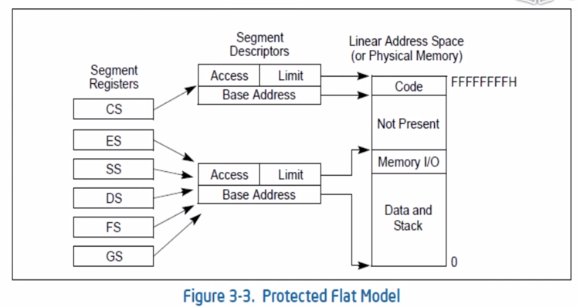 Segment
Registers
CS
ES
SS
DS
FS
GS
Segment
Descriptors
Access
Limit
Base Address
Access
Limit
Base Address
Linear Address Space
(or Physical Memory)
Code
FFFFFFFFH
Not Present
Memory I/O
Data and
Stack
0
Figure 3-3. Protected Flat Model